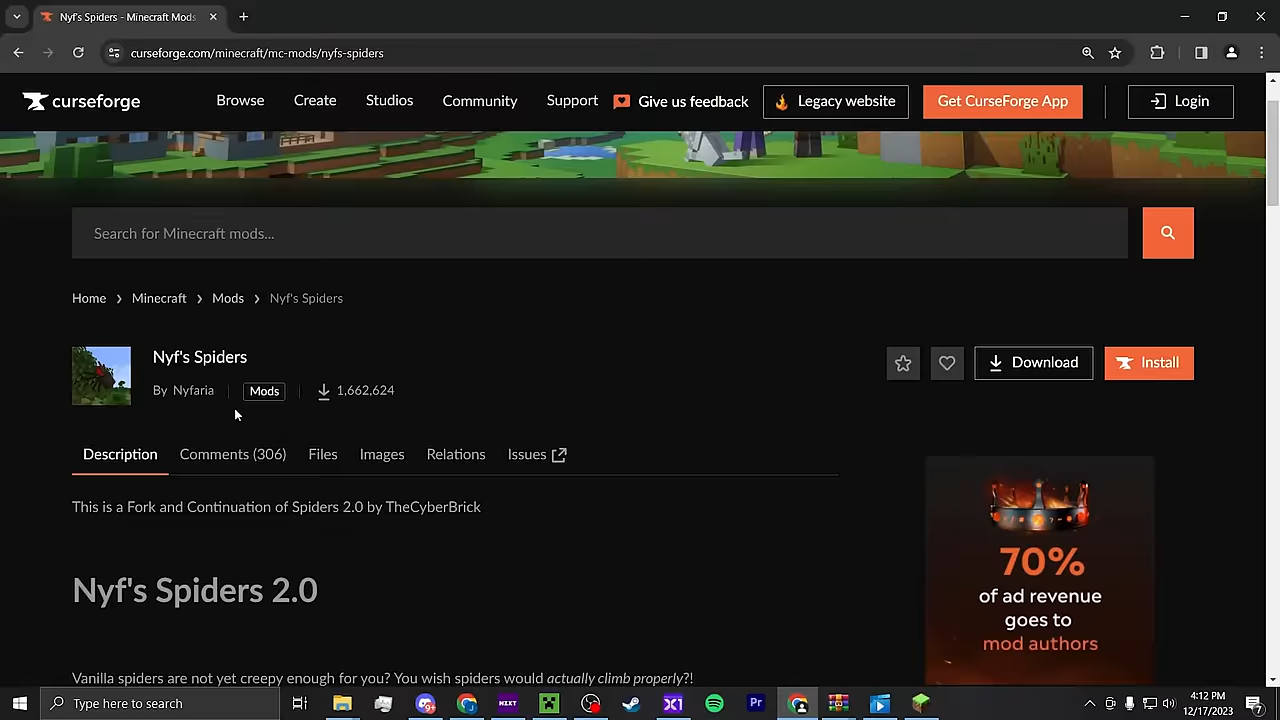 Nyf's Spiders - Minecraft Mods
curseforge.com/minecraft/mc-mods/nyfs-spiders
curseforge
Browse
Create
Studios
Community
Support
Give us feedback
Legacy website
Get CurseForge App
Login
Search for Minecraft mods...
Home > Minecraft > Mods > Nyf's Spiders
Nyf's Spiders
By Nyfaria
Mods
1,662,624
Download
Install
Description
Comments (306)
Files
Images
Relations
Issues
This is a Fork and Continuation of Spiders 2.0 by TheCyberBrick
Nyf's Spiders 2.0
Vanilla spiders are not yet creepy enough for you? You wish spiders would actually climb properly?!
70%
of ad revenue
goes to
mod authors
Type here to search
NZXT
X1
Pr
4:12 PM
12/17/2023
7